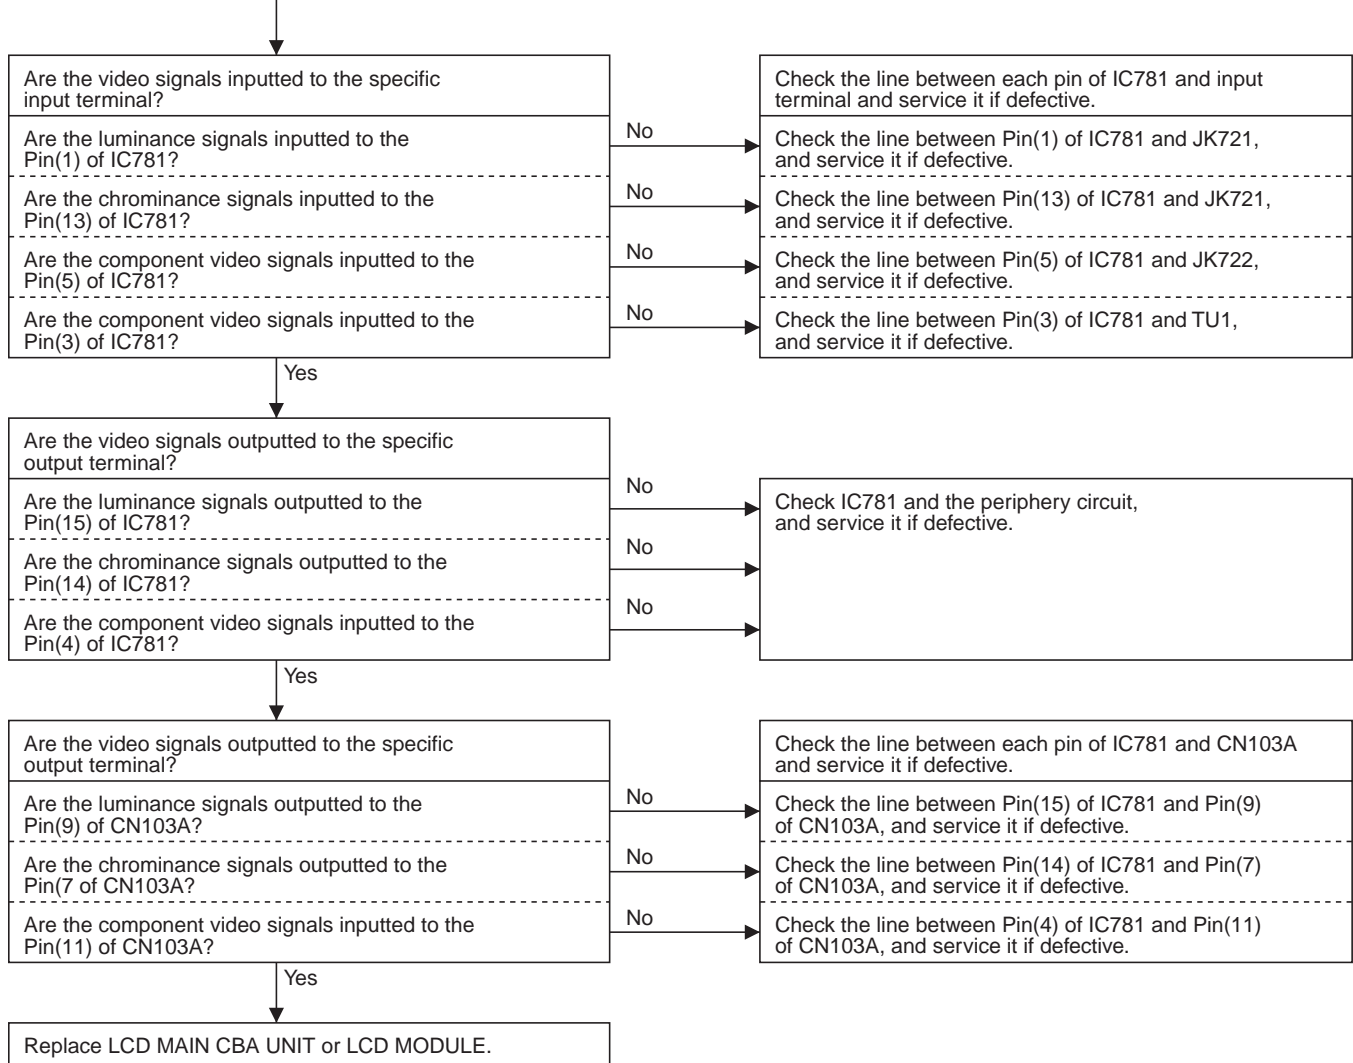 Are the video signals inputted to the specific
input terminal?
Check the line between each pin of IC781 and input
terminal and service it if defective.
Are the luminance signals inputted to the
Pin(1) of IC781?
No
Check the line between Pin(1) of IC781 and JK721,
and service it if defective.
Are the chrominance signals inputted to the
Pin(13) of IC781?
No
Check the line between Pin(13) of IC781 and JK721,
and service it if defective.
Are the component video signals inputted to the
Pin(5) of IC781?
No
Check the line between Pin(5) of IC781 and JK722,
and service it if defective.
Are the component video signals inputted to the
Pin(3) of IC781?
No
Check the line between Pin(3) of IC781 and TU1,
and service it if defective.
Yes
Are the video signals outputted to the specific
output terminal?
Are the luminance signals outputted to the
Pin(15) of IC781?
No
Check IC781 and the periphery circuit,
and service it if defective.
Are the chrominance signals outputted to the
Pin(14) of IC781?
No
Are the component video signals inputted to the
Pin(4) of IC781?
No
Yes
Are the video signals outputted to the specific
output terminal?
Check the line between each pin of IC781 and CN103A
and service it if defective.
Are the luminance signals outputted to the
Pin(9) of CN103A?
No
Check the line between Pin(15) of IC781 and Pin(9)
of CN103A, and service it if defective.
Are the chrominance signals outputted to the
Pin(7 of CN103A?
No
Check the line between Pin(14) of IC781 and Pin(7)
of CN103A, and service it if defective.
Are the component video signals inputted to the
Pin(11) of CN103A?
No
Check the line between Pin(4) of IC781 and Pin(11)
of CN103A, and service it if defective.
Yes
Replace LCD MAIN CBA UNIT or LCD MODULE.